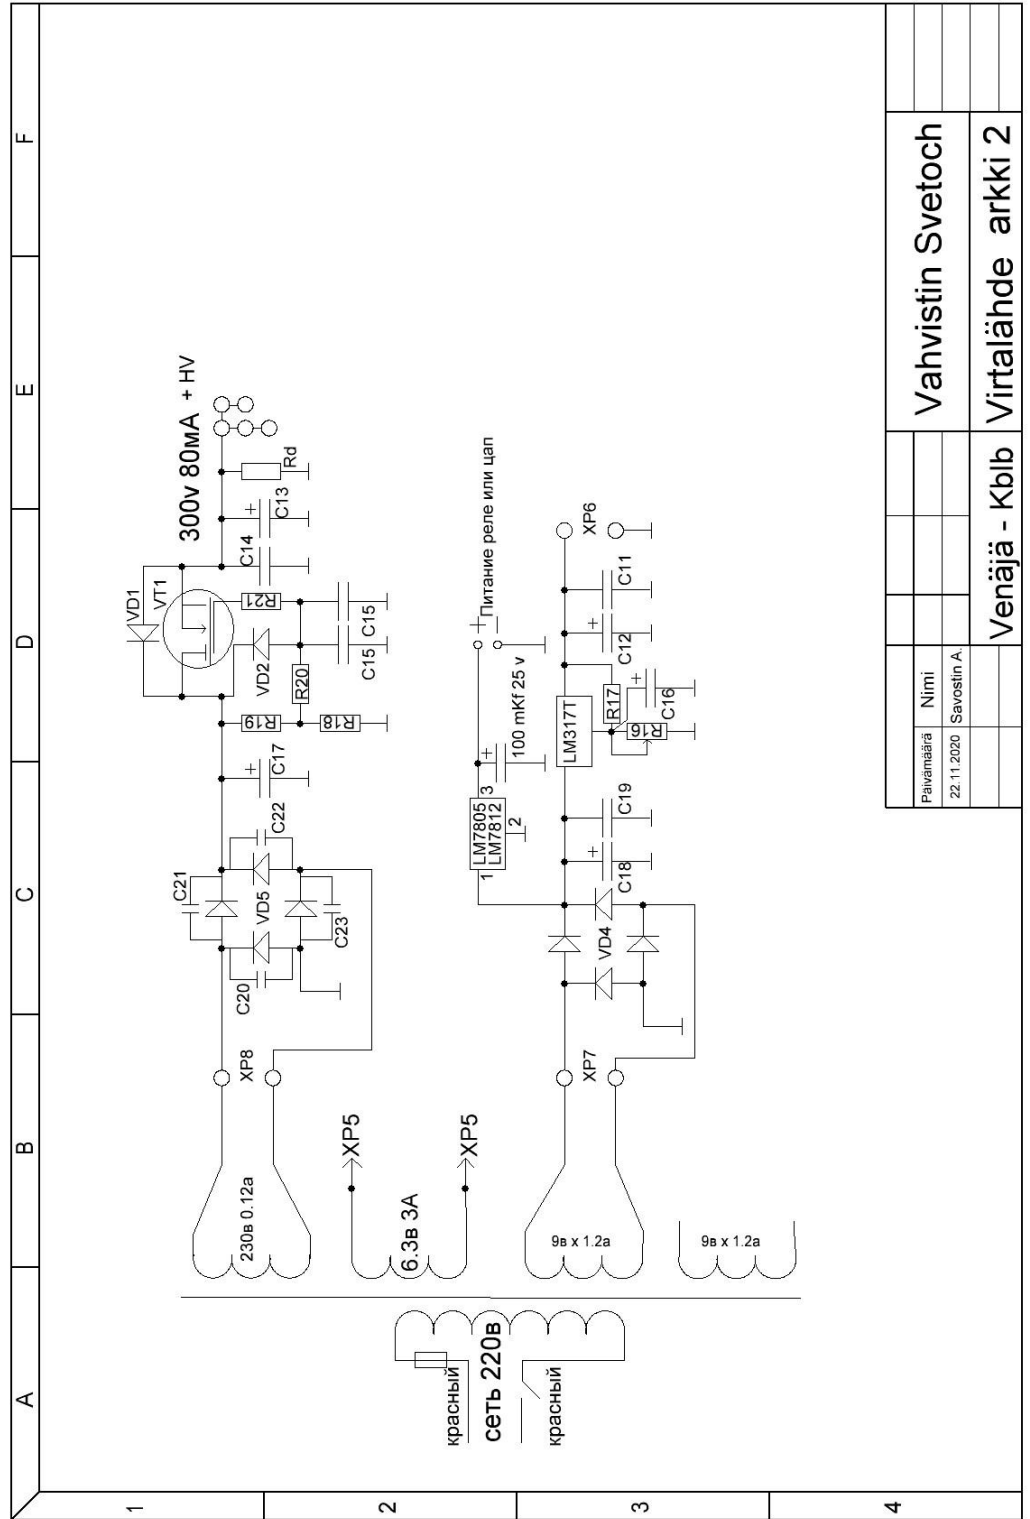 A
B
C
D
E
F
1
2
3
4
300v 80мА + HV
VD1
VT1
C21
C22
VD5
C20
C23
C17
R19
R18
R20
VD2
R21
C15
C15
C14
C13
Rd
XP8
230в 0.12а
XP5
6.3в 3А
XP5
красный
сеть 220в
красный
Питание реле или цап
LM7805
LM7812
1
3
2
100 mKf 25 v
9в х 1.2а
XP7
VD4
C18
C19
LM317T
R17
R16
C16
C12
C11
XP6
9в х 1.2а
Päivämäärä
Nimi
22.11.2020
Savostin A.
Venäjä - Kblb
Vahvistin Svetoch
Virtalähde arkki 2
+
+
+
+
+
+
+